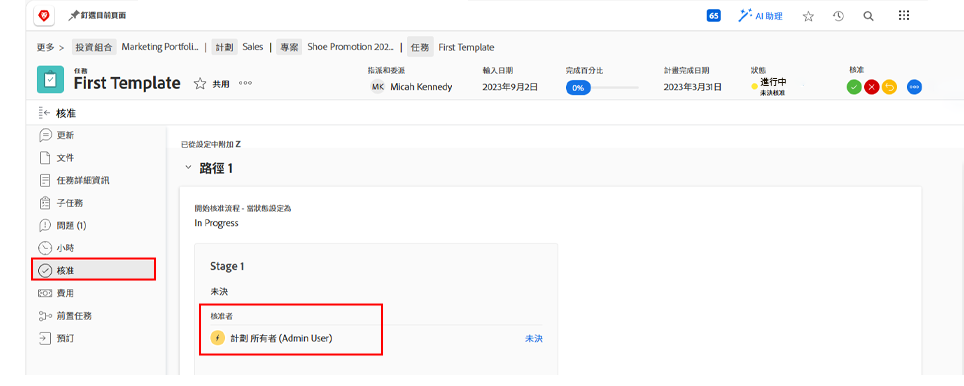 釘選目前頁面
65 AI 助理
更多 > 投資組合 Marketing Portfoli... | 計劃 Sales | 專案 Shoe Promotion 202... | 任務 First Template
任務
First Template 共用
指派和委派
MK Micah Kennedy
輸入日期
2023年9月2日
完成百分比
0%
計畫完成日期
2023年3月31日
狀態
進行中
未決核准
核准
核准
更新
文件
任務詳細資訊
子任務
問題 (1)
小時
核准
費用
前置任務
預訂
已從設定中附加 Z
路徑 1
開始核准流程 - 當狀態設定為
In Progress
Stage 1
未決
核准者
計劃 所有者 (Admin User) 未決